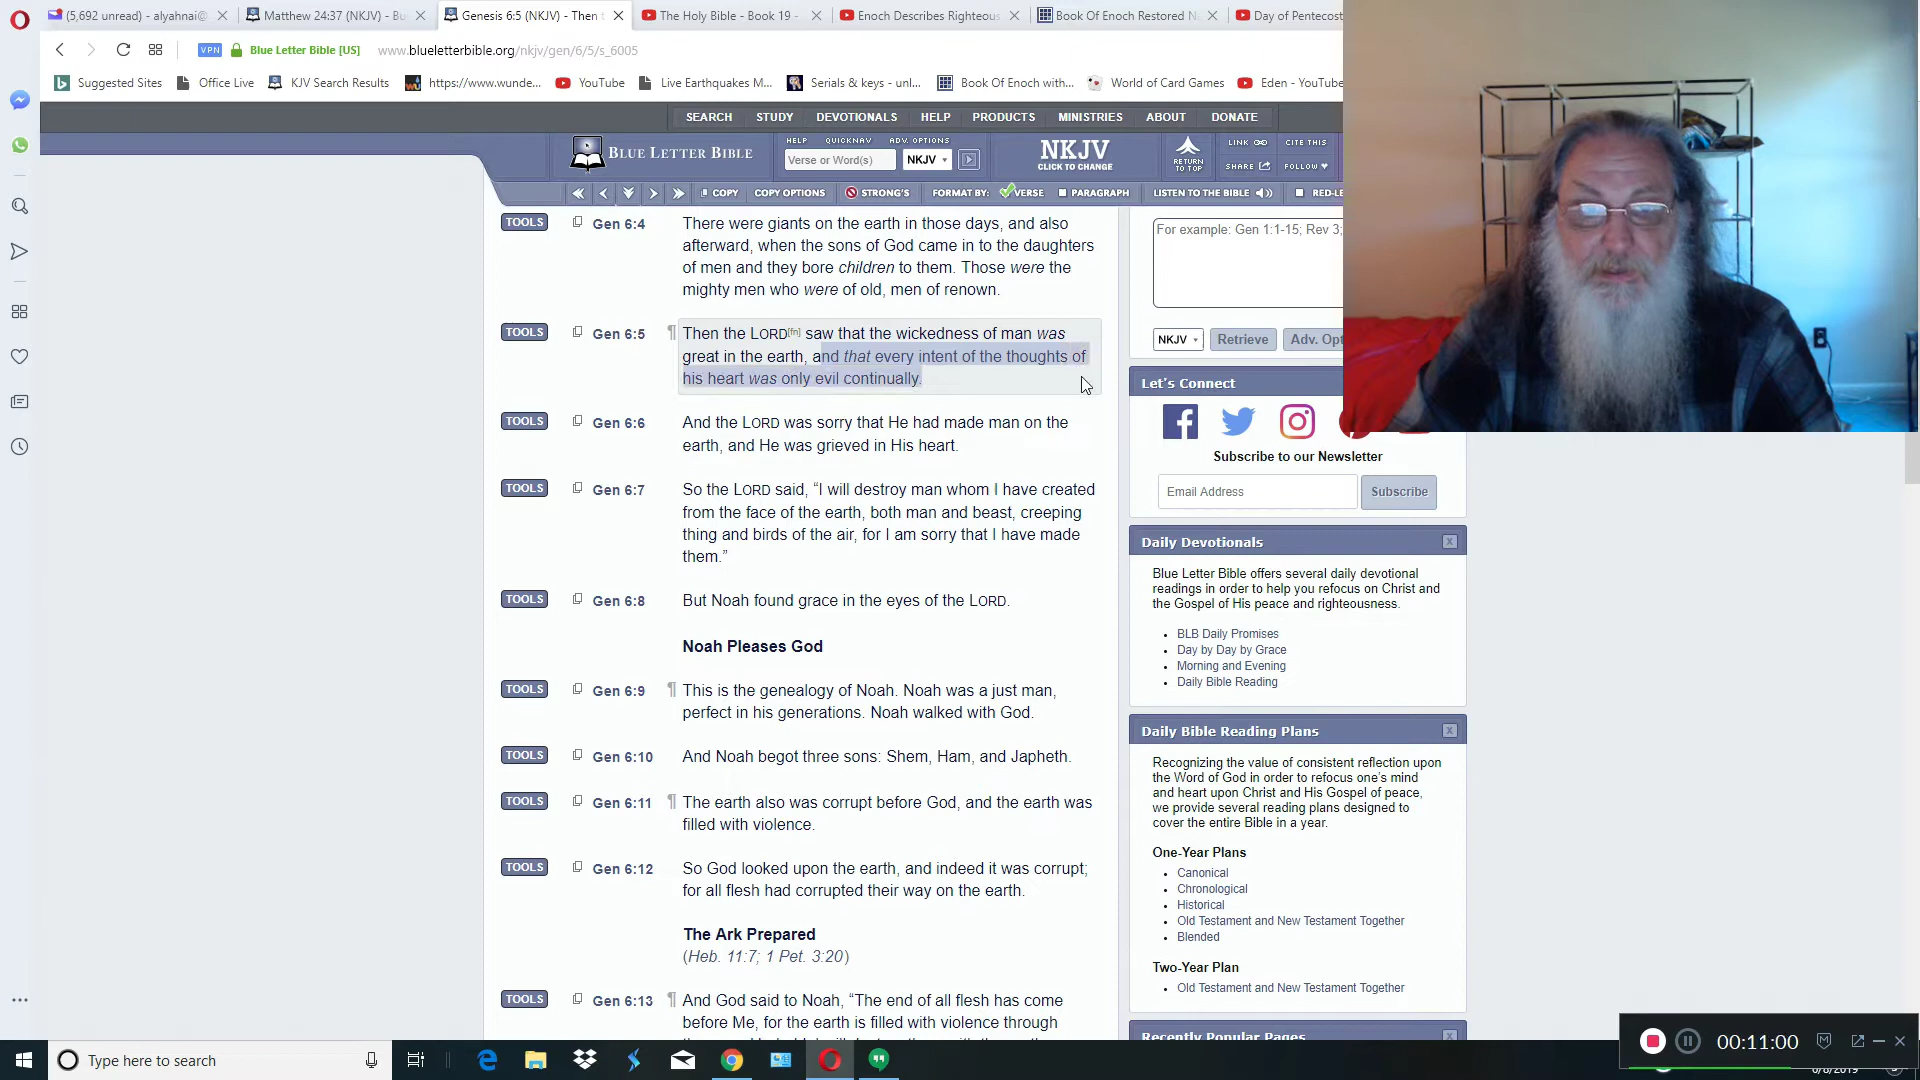 (5,692 unread) - alyahnai@
Matthew 24:37 (NKJV) - Bu
Genesis 6:5 (NKJV) - Then t
The Holy Bible - Book 19 -
Enoch Describes Righteous
Book Of Enoch Restored N
Day of Pentecost
VPN
Blue Letter Bible [US]
www.blueletterbible.org/nkjv/gen/6/5/s_6005
Suggested Sites
Office Live
KJV Search Results
https://www.wunde...
YouTube
Live Earthquakes M...
Serials & keys - unl...
Book Of Enoch with...
World of Card Games
Eden - YouTube
SEARCH STUDY DEVOTIONALS HELP PRODUCTS MINISTRIES ABOUT DONATE
BLUE LETTER BIBLE
HELP QUICKNAV ADV. OPTIONS
Verse or Word(s)
NKJV
NKJV
CLICK TO CHANGE
RETURN
TO TOP
LINK
CITE THIS
SHARE
FOLLOW
COPY COPY OPTIONS STRONG'S FORMAT BY: VERSE PARAGRAPH LISTEN TO THE BIBLE RED-LE
TOOLS Gen 6:4 There were giants on the earth in those days, and also
afterward, when the sons of God came in to the daughters
of men and they bore children to them. Those were the
mighty men who were of old, men of renown.
TOOLS Gen 6:5 ¶ Then the LORD[fn] saw that the wickedness of man was
great in the earth, and that every intent of the thoughts of
his heart was only evil continually.
TOOLS Gen 6:6 And the LORD was sorry that He had made man on the
earth, and He was grieved in His heart.
TOOLS Gen 6:7 So the LORD said, “I will destroy man whom I have created
from the face of the earth, both man and beast, creeping
thing and birds of the air, for I am sorry that I have made
them.”
TOOLS Gen 6:8 But Noah found grace in the eyes of the LORD.
Noah Pleases God
TOOLS Gen 6:9 ¶ This is the genealogy of Noah. Noah was a just man,
perfect in his generations. Noah walked with God.
TOOLS Gen 6:10 And Noah begot three sons: Shem, Ham, and Japheth.
TOOLS Gen 6:11 ¶ The earth also was corrupt before God, and the earth was
filled with violence.
TOOLS Gen 6:12 So God looked upon the earth, and indeed it was corrupt;
for all flesh had corrupted their way on the earth.
The Ark Prepared
(Heb. 11:7; 1 Pet. 3:20)
TOOLS Gen 6:13 ¶ And God said to Noah, “The end of all flesh has come
before Me, for the earth is filled with violence through
For example: Gen 1:1-15; Rev 3;
NKJV
Retrieve
Adv. Opt
Let's Connect
Subscribe to our Newsletter
Email Address
Subscribe
Daily Devotionals
x
Blue Letter Bible offers several daily devotional
readings in order to help you refocus on Christ and
the Gospel of His peace and righteousness.
• BLB Daily Promises
• Day by Day by Grace
• Morning and Evening
• Daily Bible Reading
Daily Bible Reading Plans
x
Recognizing the value of consistent reflection upon
the Word of God in order to refocus one's mind
and heart upon Christ and His Gospel of peace,
we provide several reading plans designed to
cover the entire Bible in a year.
One-Year Plans
• Canonical
• Chronological
• Historical
• Old Testament and New Testament Together
• Blended
Two-Year Plan
• Old Testament and New Testament Together
Recently Popular Pages
x
Type here to search
00:11:00
6/8/2019